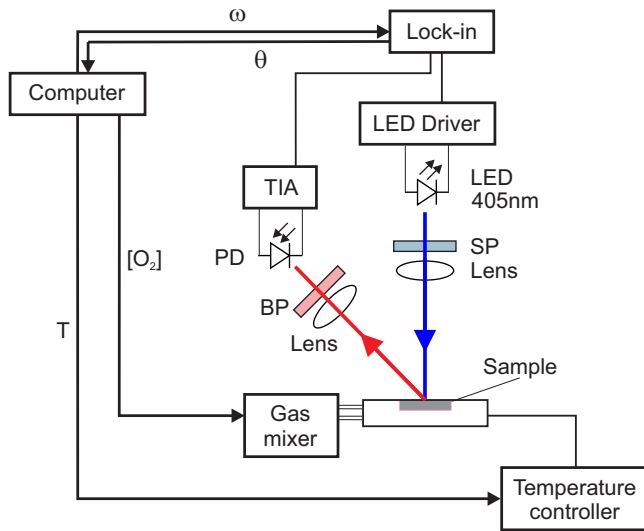 ω
Lock-in
θ
Computer
LED Driver
TIA
LED
405nm
PD
SP
Lens
[O₂]
BP
Lens
T
Sample
Gas
mixer
Temperature
controller